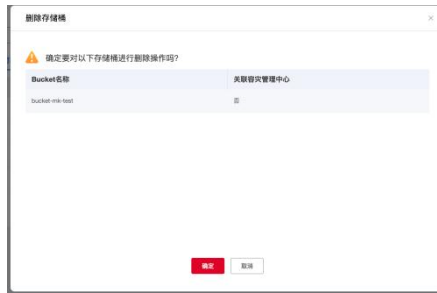 删除存储桶
确定要对以下存储桶进行删除操作吗?
Bucket名称 关联容灾管理中心
bucket-mk-test 否
确定 取消